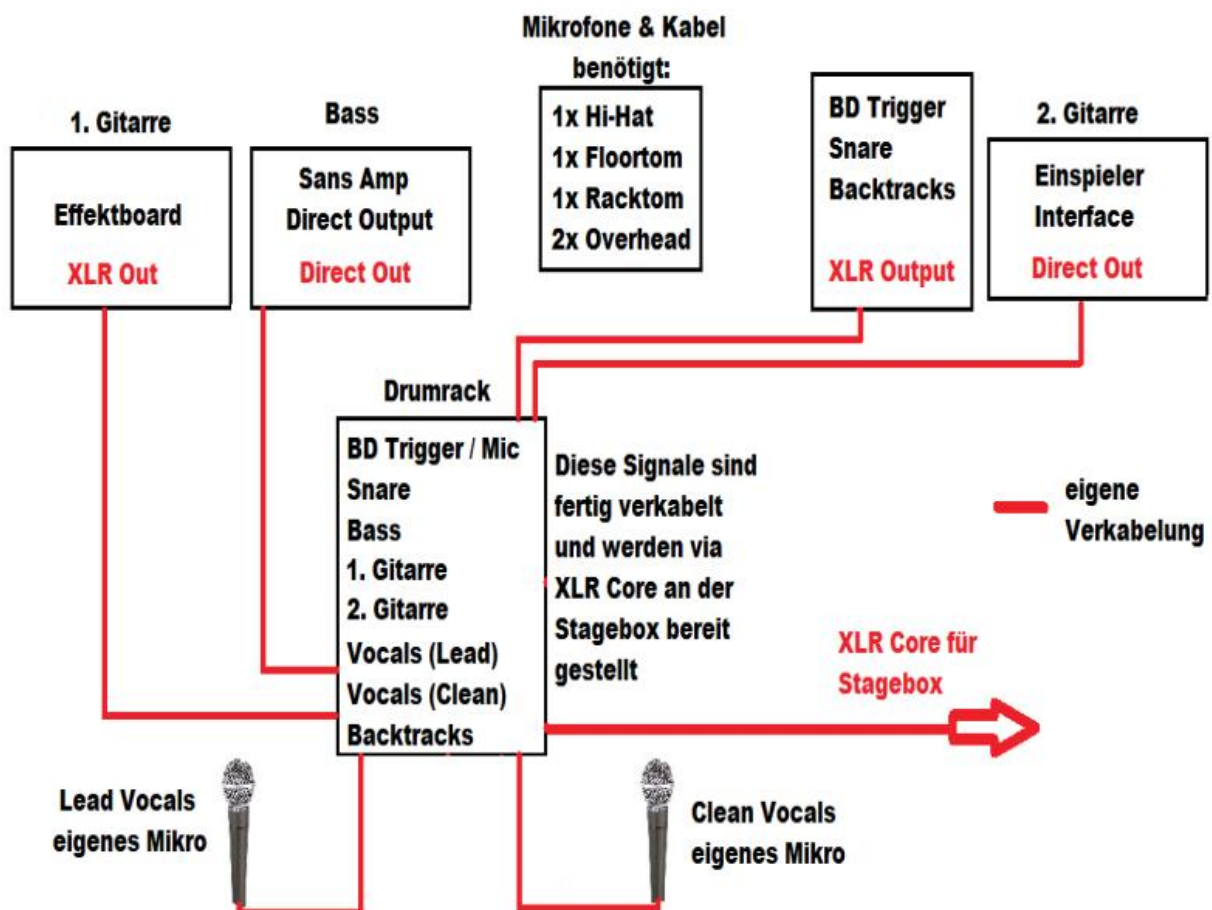 Mikrofone & Kabel
benötigt:
1x Hi-Hat
1x Floortom
1x Racktom
2x Overhead
1. Gitarre
Effektboard
XLR Out
Bass
Sans Amp
Direct Output
Direct Out
BD Trigger
Snare
Backtracks
XLR Output
2. Gitarre
Einspieler
Interface
Direct Out
Drumrack
BD Trigger / Mic
Snare
Bass
1. Gitarre
2. Gitarre
Vocals (Lead)
Vocals (Clean)
Backtracks
Diese Signale sind
fertig verkabelt
und werden via
XLR Core an der
Stagebox bereit
gestellt
eigene
Verkabelung
XLR Core für
Stagebox
Lead Vocals
eigenes Mikro
Clean Vocals
eigenes Mikro